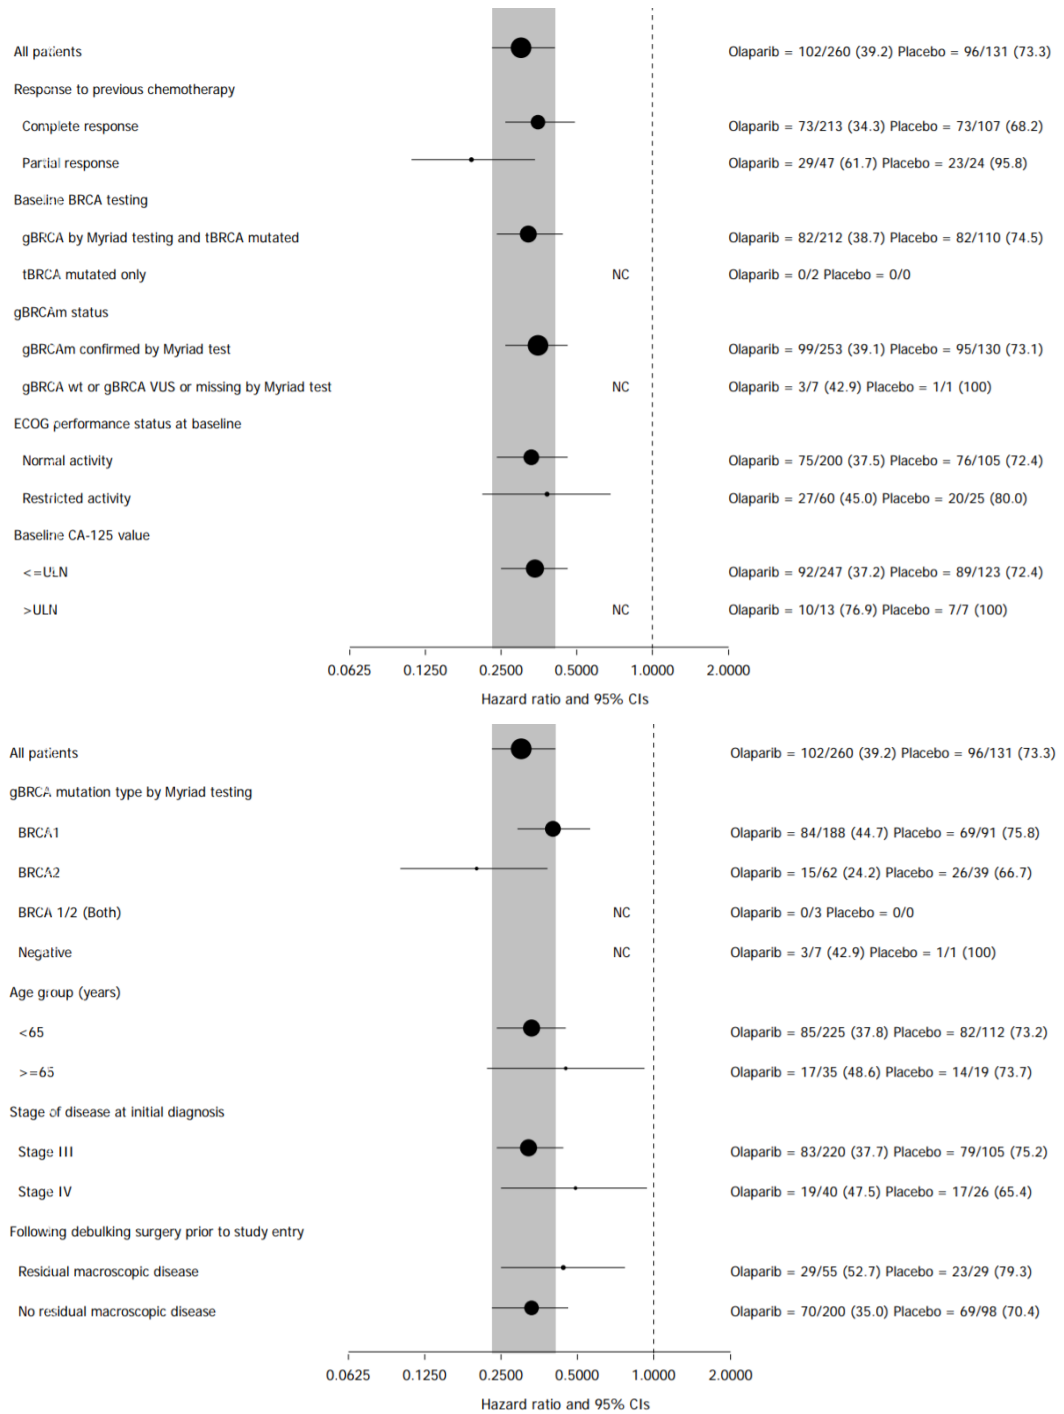 All patients Olaparib = 102/260 (39.2) Placebo = 96/131 (73.3)
Response to previous chemotherapy
Complete response Olaparib = 73/213 (34.3) Placebo = 73/107 (68.2)
Partial response Olaparib = 29/47 (61.7) Placebo = 23/24 (95.8)
Baseline BRCA testing
gBRCA by Myriad testing and tBRCA mutated Olaparib = 82/212 (38.7) Placebo = 82/110 (74.5)
tBRCA mutated only NC Olaparib = 0/2 Placebo = 0/0
gBRCAm status
gBRCAm confirmed by Myriad test Olaparib = 99/253 (39.1) Placebo = 95/130 (73.1)
gBRCA wt or gBRCA VUS or missing by Myriad test NC Olaparib = 3/7 (42.9) Placebo = 1/1 (100)
ECOG performance status at baseline
Normal activity Olaparib = 75/200 (37.5) Placebo = 76/105 (72.4)
Restricted activity Olaparib = 27/60 (45.0) Placebo = 20/25 (80.0)
Baseline CA-125 value
<=ULN Olaparib = 92/247 (37.2) Placebo = 89/123 (72.4)
>ULN NC Olaparib = 10/13 (76.9) Placebo = 7/7 (100)
0.0625 0.1250 0.2500 0.5000 1.0000 2.0000
Hazard ratio and 95% CIs
All patients Olaparib = 102/260 (39.2) Placebo = 96/131 (73.3)
gBRCA mutation type by Myriad testing
BRCA1 Olaparib = 84/188 (44.7) Placebo = 69/91 (75.8)
BRCA2 Olaparib = 15/62 (24.2) Placebo = 26/39 (66.7)
BRCA 1/2 (Both) NC Olaparib = 0/3 Placebo = 0/0
Negative NC Olaparib = 3/7 (42.9) Placebo = 1/1 (100)
Age group (years)
<65 Olaparib = 85/225 (37.8) Placebo = 82/112 (73.2)
>=65 Olaparib = 17/35 (48.6) Placebo = 14/19 (73.7)
Stage of disease at initial diagnosis
Stage III Olaparib = 83/220 (37.7) Placebo = 79/105 (75.2)
Stage IV Olaparib = 19/40 (47.5) Placebo = 17/26 (65.4)
Following debulking surgery prior to study entry
Residual macroscopic disease Olaparib = 29/55 (52.7) Placebo = 23/29 (79.3)
No residual macroscopic disease Olaparib = 70/200 (35.0) Placebo = 69/98 (70.4)
0.0625 0.1250 0.2500 0.5000 1.0000 2.0000
Hazard ratio and 95% CIs